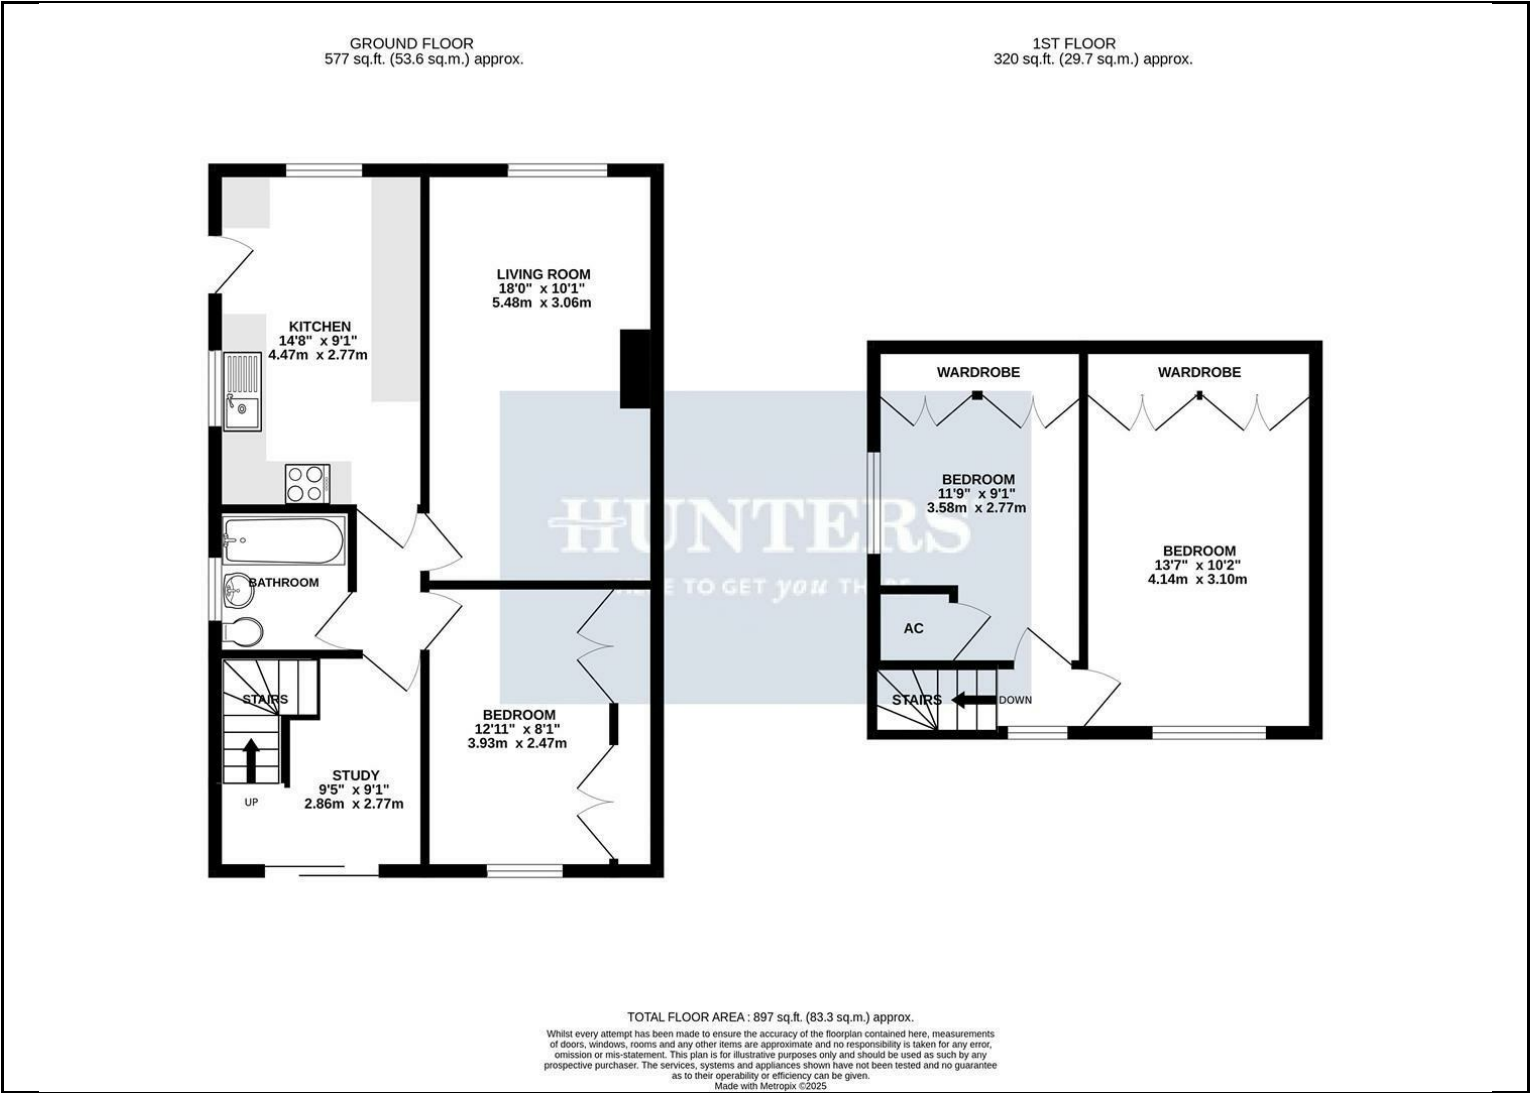 GROUND FLOOR
577 sq.ft. (53.6 sq.m.) approx.
1ST FLOOR
320 sq.ft. (29.7 sq.m.) approx.
LIVING ROOM
18'0" x 10'1"
5.48m x 3.06m
KITCHEN
14'8" x 9'1"
4.47m x 2.77m
BATHROOM
STAIRS
UP
STUDY
9'5" x 9'1"
2.86m x 2.77m
BEDROOM
12'11" x 8'1"
3.93m x 2.47m
WARDROBE
WARDROBE
BEDROOM
11'9" x 9'1"
3.58m x 2.77m
BEDROOM
13'7" x 10'2"
4.14m x 3.10m
AC
STAIRS
DOWN
HUNTERS
TO GET you
TOTAL FLOOR AREA : 897 sq.ft. (83.3 sq.m.) approx.
Whilst every attempt has been made to ensure the accuracy of the floorplan contained here, measurements
of doors, windows, rooms and any other items are approximate and no responsibility is taken for any error,
omission or mis-statement. This plan is for illustrative purposes only and should be used as such by any
prospective purchaser. The services, systems and appliances shown have not been tested and no guarantee
as to their operability or efficiency can be given.
Made with Metropix ©2025